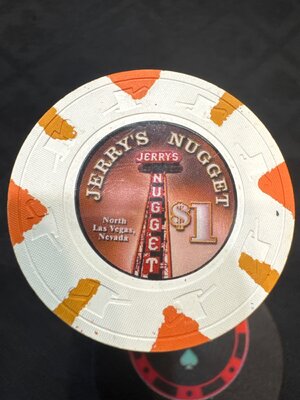 JERRY'S NUGGET
JERRY'S
NUGGET
$1
North
Las Vegas,
Nevada